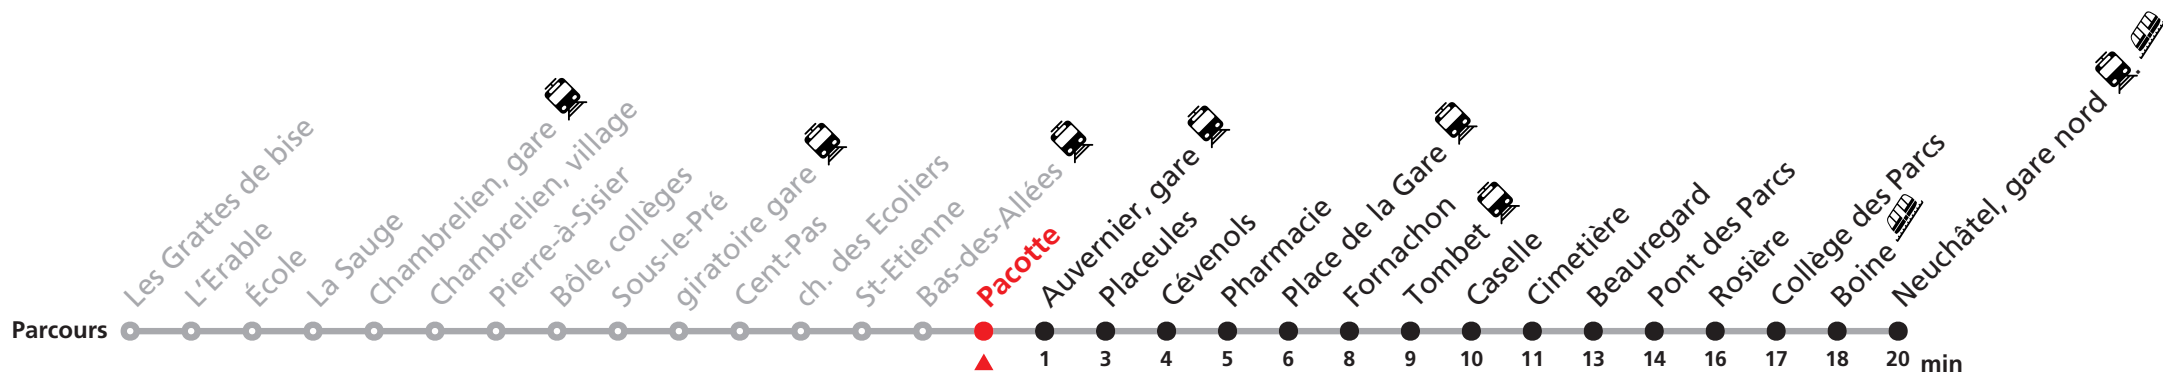 Parcours
Les Grattes de bise
L'Erable
École
La Sauge
Chambrelien, gare
Chambrelien, village
Pierre-à-Sisier
Bôle, collèges
Sous-le-Pré
giratoire gare
Cent-Pas
ch. des Ecoliers
St-Etienne
Bas-des-Allées
Pacotte
Auvernier, gare
Placeules
Cévenols
Pharmacie
Place de la Gare
Fornachon
Tombet
Caselle
Cimetière
Beauregard
Pont des Parcs
Rosière
Collège des Parcs
Boine
Neuchâtel, gare nord
1 3 4 5 6 8 9 10 11 13 14 16 17 18 20 min